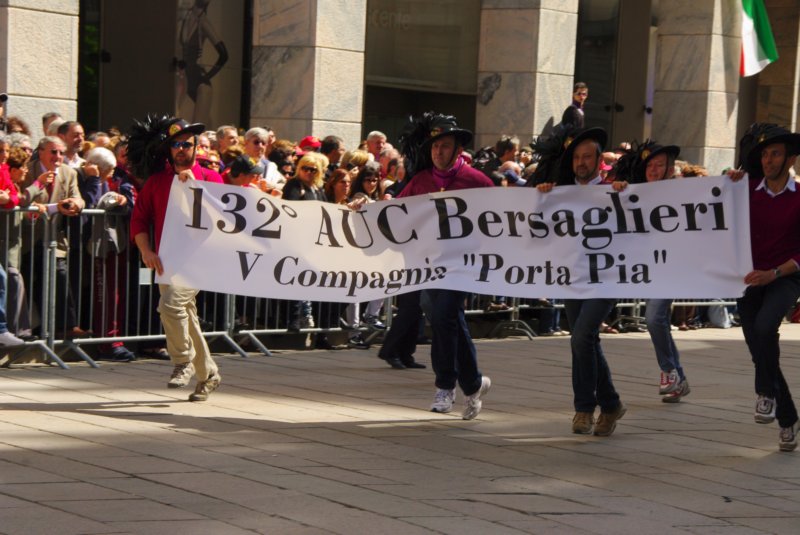 132° AUC Bersaglieri
V Compagnia "Porta Pia"